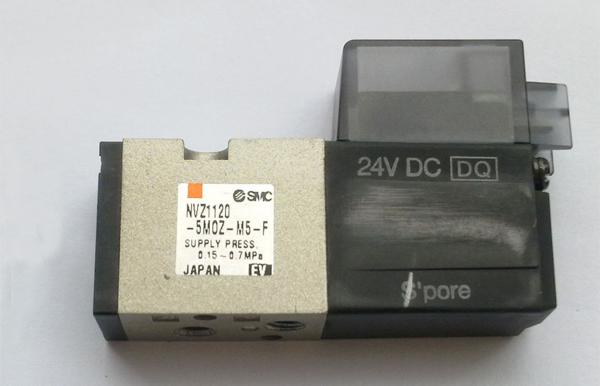 24V DC DQ
SMC
NVZ1120
-5MOZ-M5-F
SUPPLY PRESS.
0.15~0.7MPa
JAPAN EV
S'pore